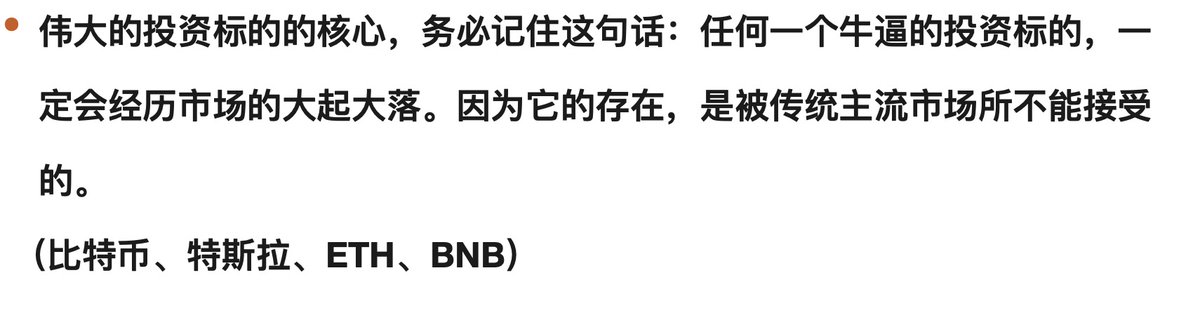 伟大的投资标的的核心，务必记住这句话：任何一个牛逼的投资标的，一
定会经历市场的大起大落。因为它的存在，是被传统主流市场所不能接受
的。
（比特币、特斯拉、ETH、BNB）